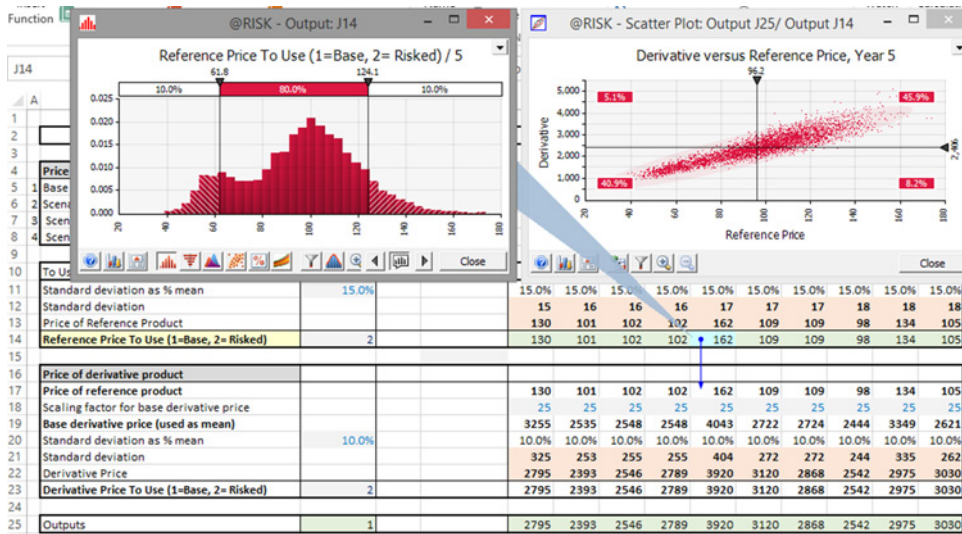 Function
@RISK - Output: J14
@RISK - Scatter Plot: Output J25/ Output J14
J14
Reference Price To Use (1=Base, 2= Risked) / 5
61.8 124.1
10.0% 80.0% 10.0%
0.025
0.020
0.015
0.010
0.005
0.000
20 40 60 80 100 120 140 160 180
Close
Derivative versus Reference Price, Year 5
96.2
5.1% 45.9%
40.9% 8.2%
2,406
Derivative
5.000
4.000
3.000
2.000
1.000
0
20 40 60 80 100 120 140 160 180
Reference Price
Close
A
1
2
3
4 Price
5 1 Base
6 2 Scena
7 3 Scen
8 4 Scen
9
10 To Us
11 Standard deviation as % mean 15.0% 15.0% 15.0% 15.0% 15.0% 15.0% 15.0% 15.0% 15.0% 15.0% 15.0%
12 Standard deviation 15 16 16 16 17 17 17 18 18 18
13 Price of Reference Product 130 101 102 102 162 109 109 98 134 105
14 Reference Price To Use (1=Base, 2= Risked) 2 130 101 102 102 162 109 109 98 134 105
15
16 Price of derivative product
17 Price of reference product 130 101 102 102 162 109 109 98 134 105
18 Scaling factor for base derivative price 25 25 25 25 25 25 25 25 25 25
19 Base derivative price (used as mean) 3255 2535 2548 2548 4043 2722 2724 2444 3349 2621
20 Standard deviation as % mean 10.0% 10.0% 10.0% 10.0% 10.0% 10.0% 10.0% 10.0% 10.0% 10.0% 10.0%
21 Standard deviation 325 253 255 255 404 272 272 244 335 262
22 Derivative Price 2795 2393 2546 2789 3920 3120 2868 2542 2975 3030
23 Derivative Price To Use (1=Base, 2= Risked) 2 2795 2393 2546 2789 3920 3120 2868 2542 2975 3030
24
25 Outputs 1 2795 2393 2546 2789 3920 3120 2868 2542 2975 3030